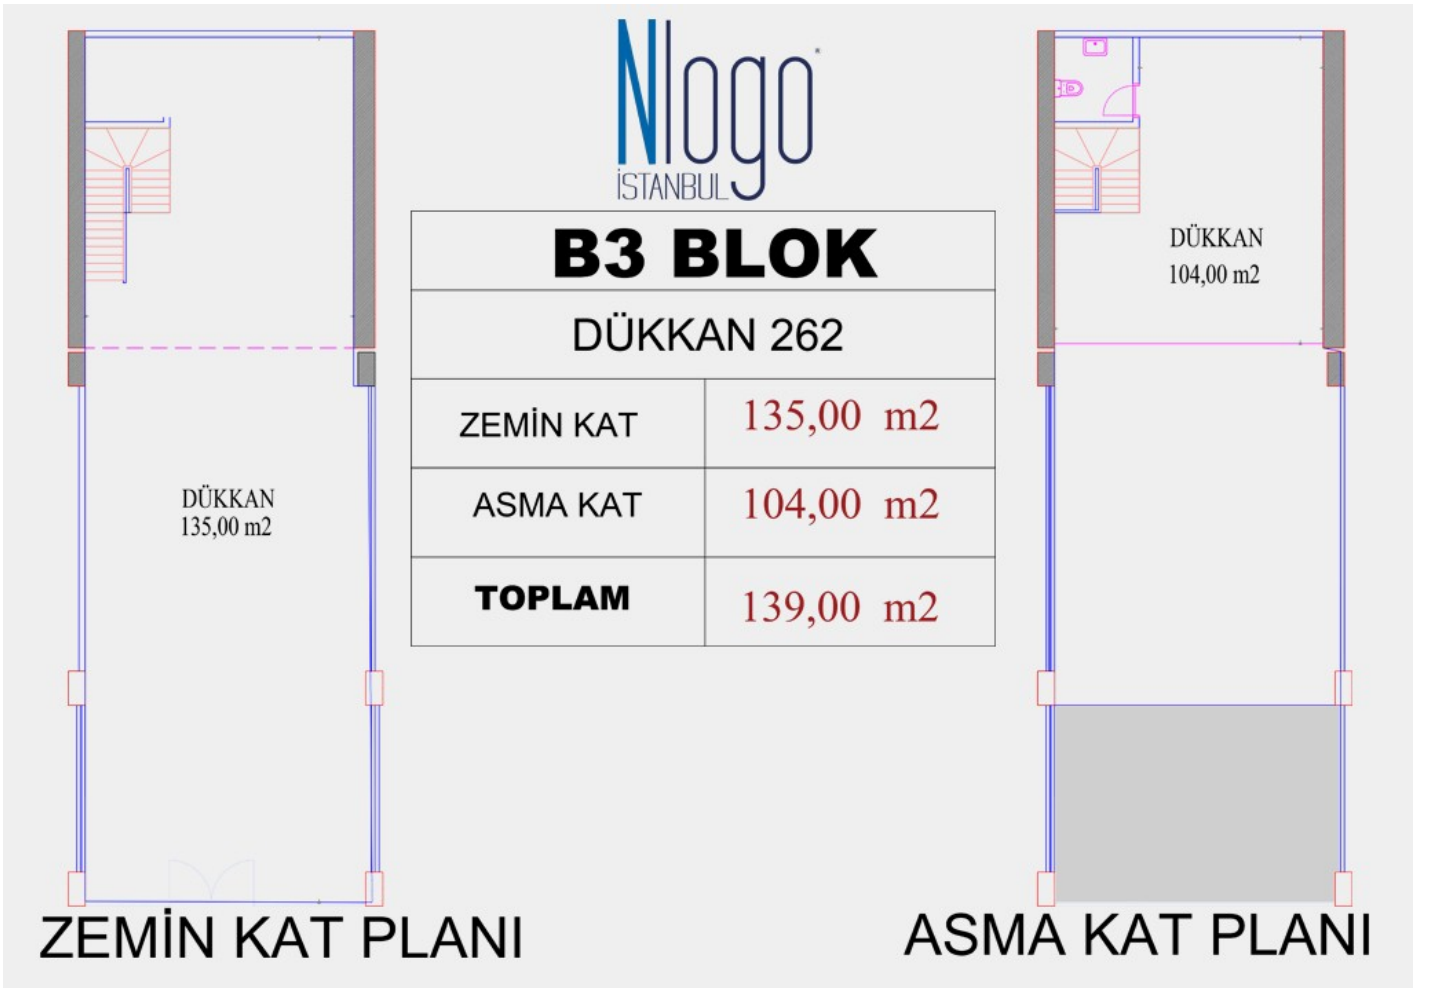 Nlogo
İSTANBUL
B3 BLOK
DÜKKAN 262
ZEMİN KAT 135,00 m2
ASMA KAT 104,00 m2
TOPLAM 139,00 m2
DÜKKAN
135,00 m2
ZEMİN KAT PLANI
DÜKKAN
104,00 m2
ASMA KAT PLANI